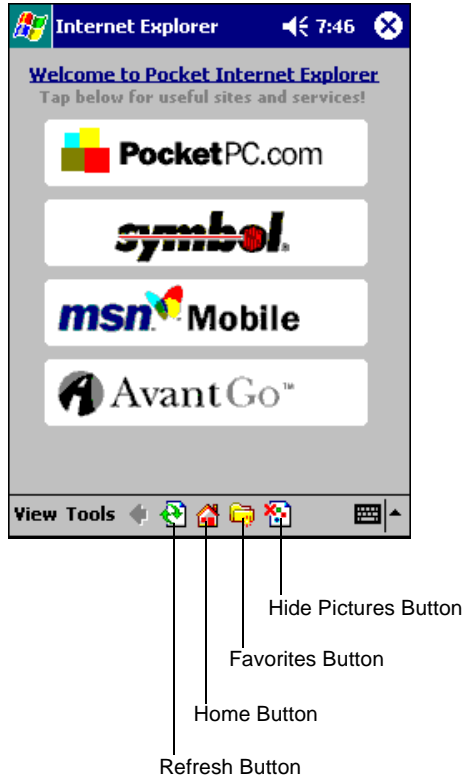 Internet Explorer 7:46
Welcome to Pocket Internet Explorer
Tap below for useful sites and services!
PocketPC.com
symbol®
msn Mobile
AvantGo™
View Tools
Hide Pictures Button
Favorites Button
Home Button
Refresh Button